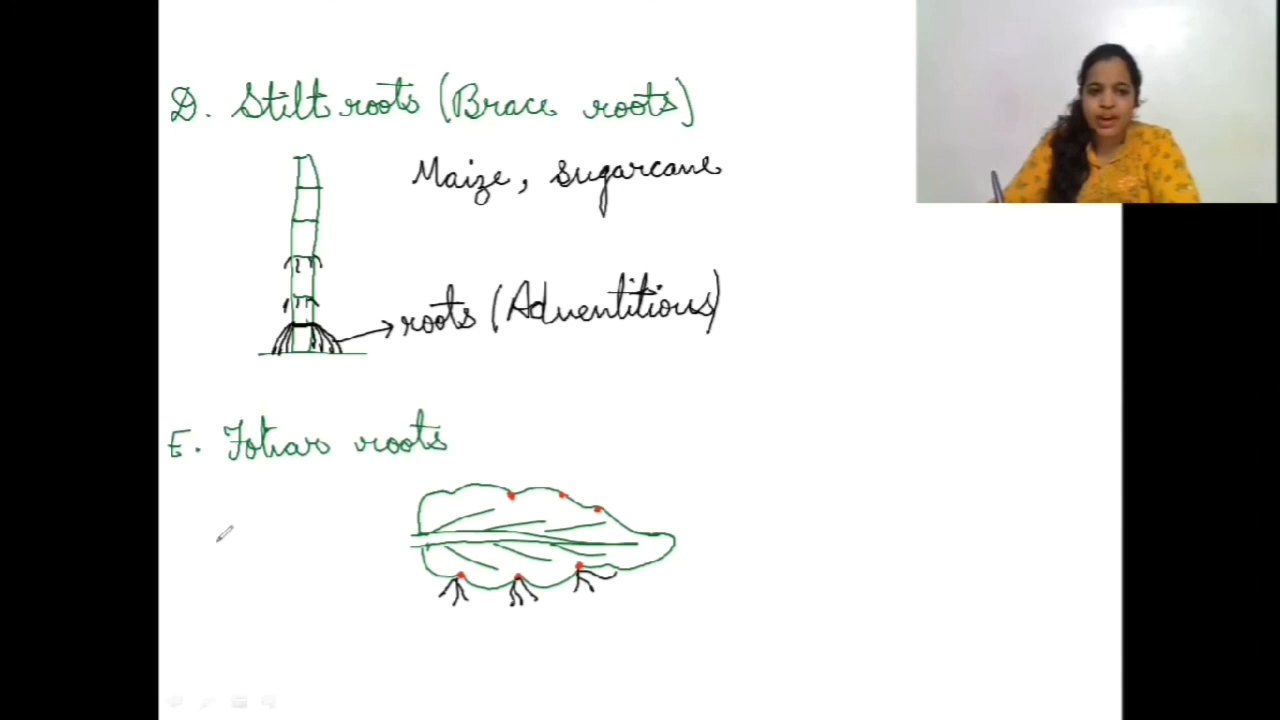 D. Stilt roots (Brace roots)
Maize, Sugarcane
roots (Adventitious)
E. Foliar roots